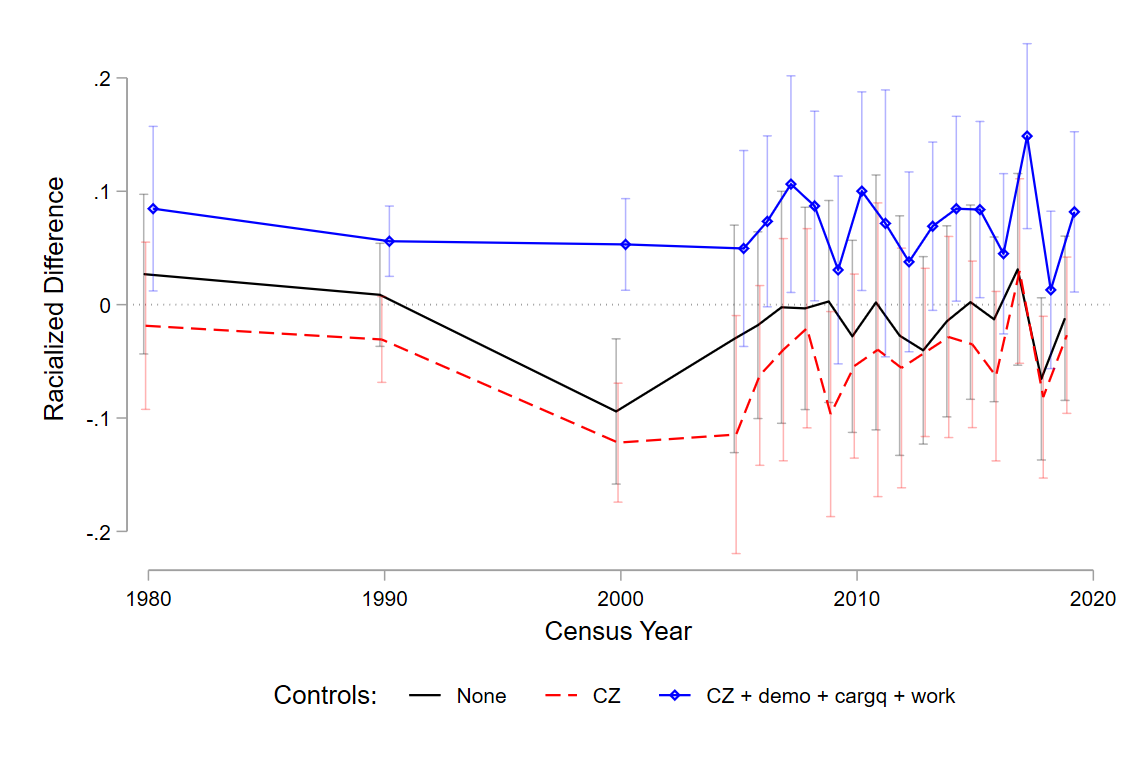 .2
.1
0
-.1
-.2
Racialized Difference
1980 1990 2000 2010 2020
Census Year
Controls: None CZ CZ + demo + cargq + work